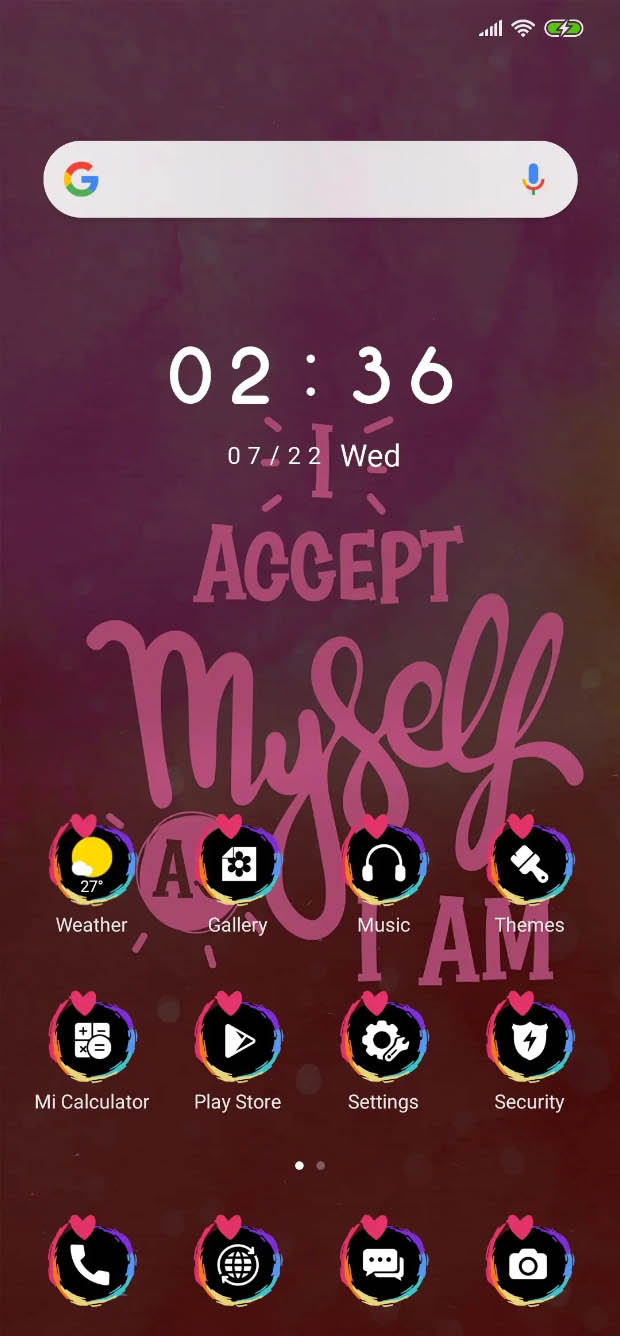 02 : 36
07/22 Wed
I
ACCEPT
Myself
AS
I AM
27°
Weather
Gallery
Music
Themes
Mi Calculator
Play Store
Settings
Security